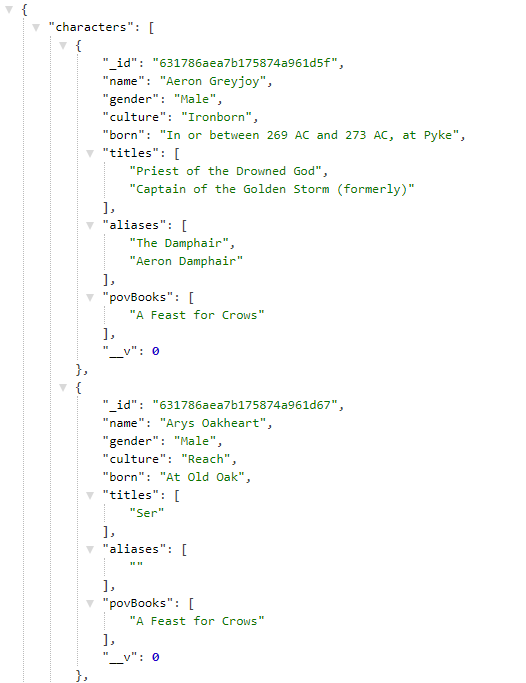 {
"characters": [
{
"_id": "631786aea7b175874a961d5f",
"name": "Aeron Greyjoy",
"gender": "Male",
"culture": "Ironborn",
"born": "In or between 269 AC and 273 AC, at Pyke",
"titles": [
"Priest of the Drowned God",
"Captain of the Golden Storm (formerly)"
],
"aliases": [
"The Damphair",
"Aeron Damphair"
],
"povBooks": [
"A Feast for Crows"
],
"__v": 0
},
{
"_id": "631786aea7b175874a961d67",
"name": "Arys Oakheart",
"gender": "Male",
"culture": "Reach",
"born": "At Old Oak",
"titles": [
"Ser"
],
"aliases": [
""
],
"povBooks": [
"A Feast for Crows"
],
"__v": 0
},